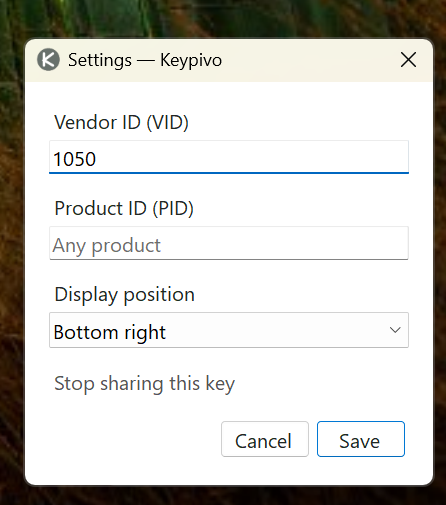 Settings — Keypivo
Vendor ID (VID)
1050
Product ID (PID)
Any product
Display position
Bottom right
Stop sharing this key
Cancel
Save